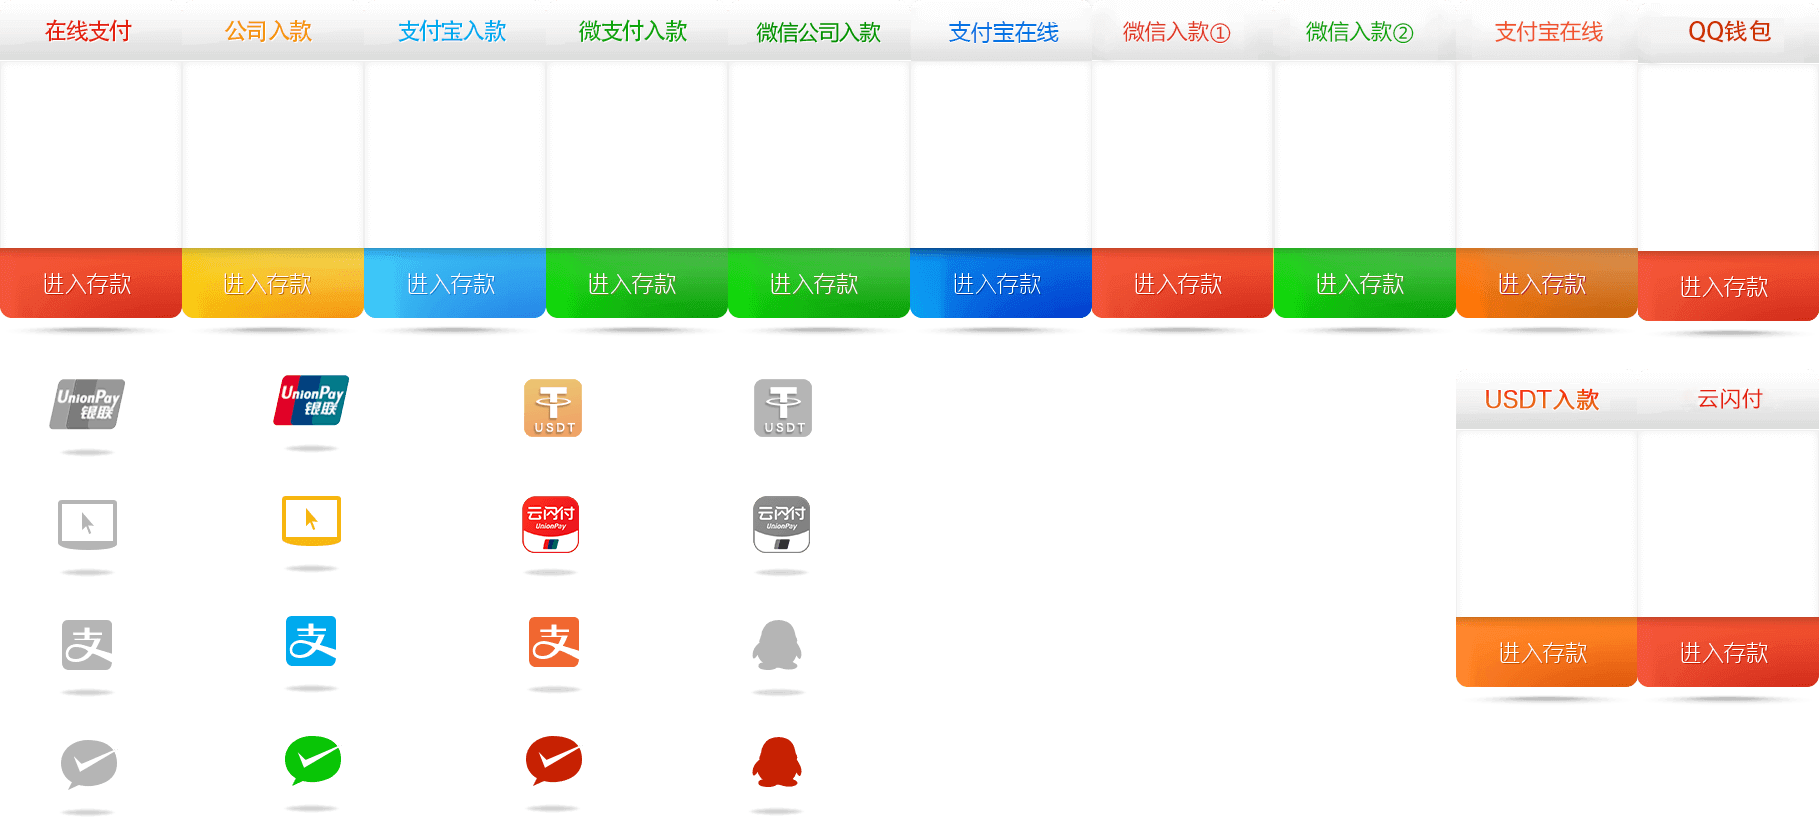 在线支付
公司入款
支付宝入款
微支付入款
微信公司入款
支付宝在线
微信入款①
微信入款②
支付宝在线
QQ钱包
进入存款
进入存款
进入存款
进入存款
进入存款
进入存款
进入存款
进入存款
进入存款
进入存款
UnionPay
银联
UnionPay
银联
USDT
USDT
USDT入款
云闪付
云闪付
UnionPay
云闪付
UnionPay
支
支
支
进入存款
进入存款